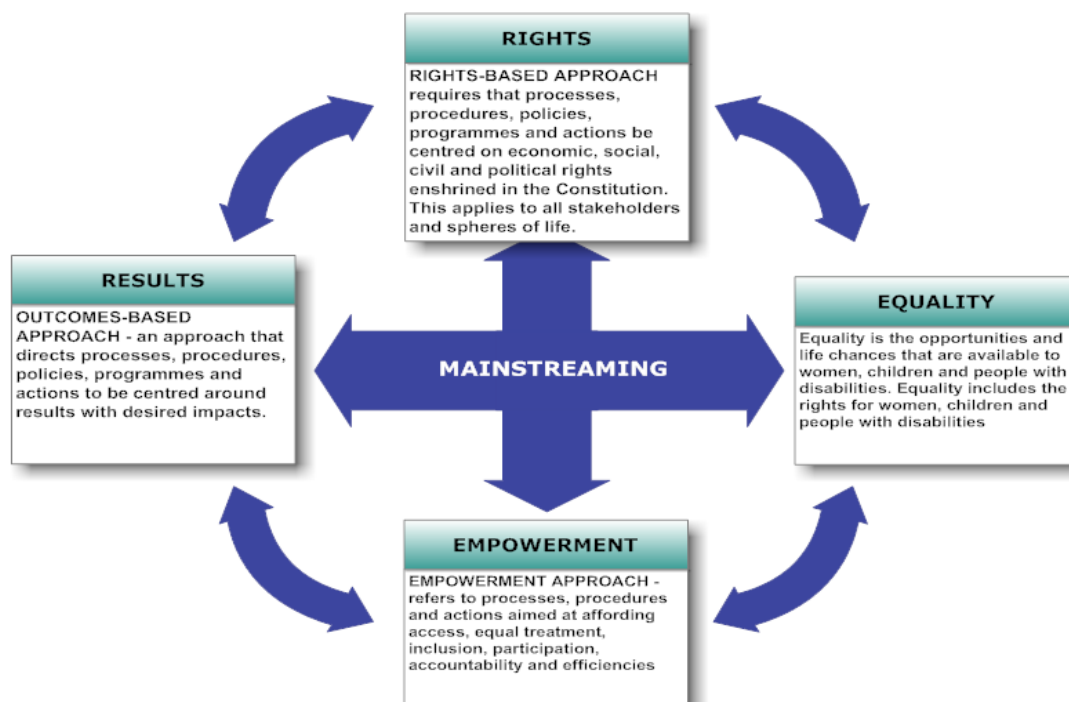 RIGHTS
RIGHTS-BASED APPROACH
requires that processes,
procedures, policies,
programmes and actions be
centred on economic, social,
civil and political rights
enshrined in the Constitution.
This applies to all stakeholders
and spheres of life.
RESULTS
OUTCOMES-BASED
APPROACH - an approach that
directs processes, procedures,
policies, programmes and
actions to be centred around
results with desired impacts.
MAINSTREAMING
EQUALITY
Equality is the opportunities and
life chances that are available to
women, children and people with
disabilities. Equality includes the
rights for women, children and
people with disabilities
EMPOWERMENT
EMPOWERMENT APPROACH -
refers to processes, procedures
and actions aimed at affording
access, equal treatment,
inclusion, participation,
accountability and efficiencies